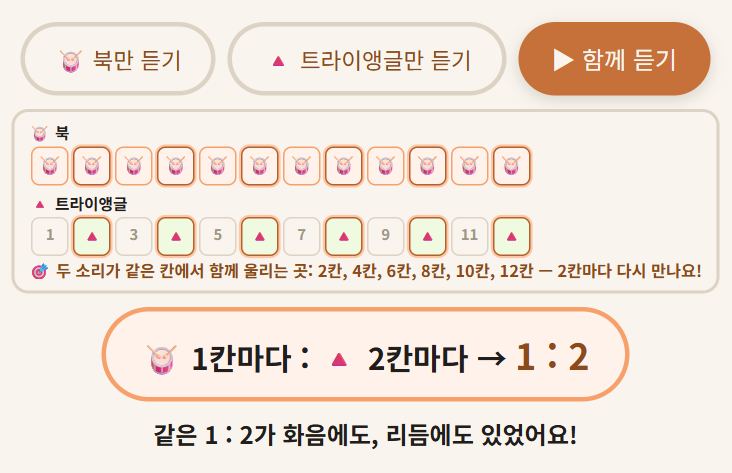 북만 듣기 트라이앵글만 듣기 ▶ 함께 듣기
북
트라이앵글
1 3 5 7 9 11
두 소리가 같은 칸에서 함께 울리는 곳: 2칸, 4칸, 6칸, 8칸, 10칸, 12칸 — 2칸마다 다시 만나요!
1칸마다 : 2칸마다 → 1 : 2
같은 1 : 2가 화음에도, 리듬에도 있었어요!